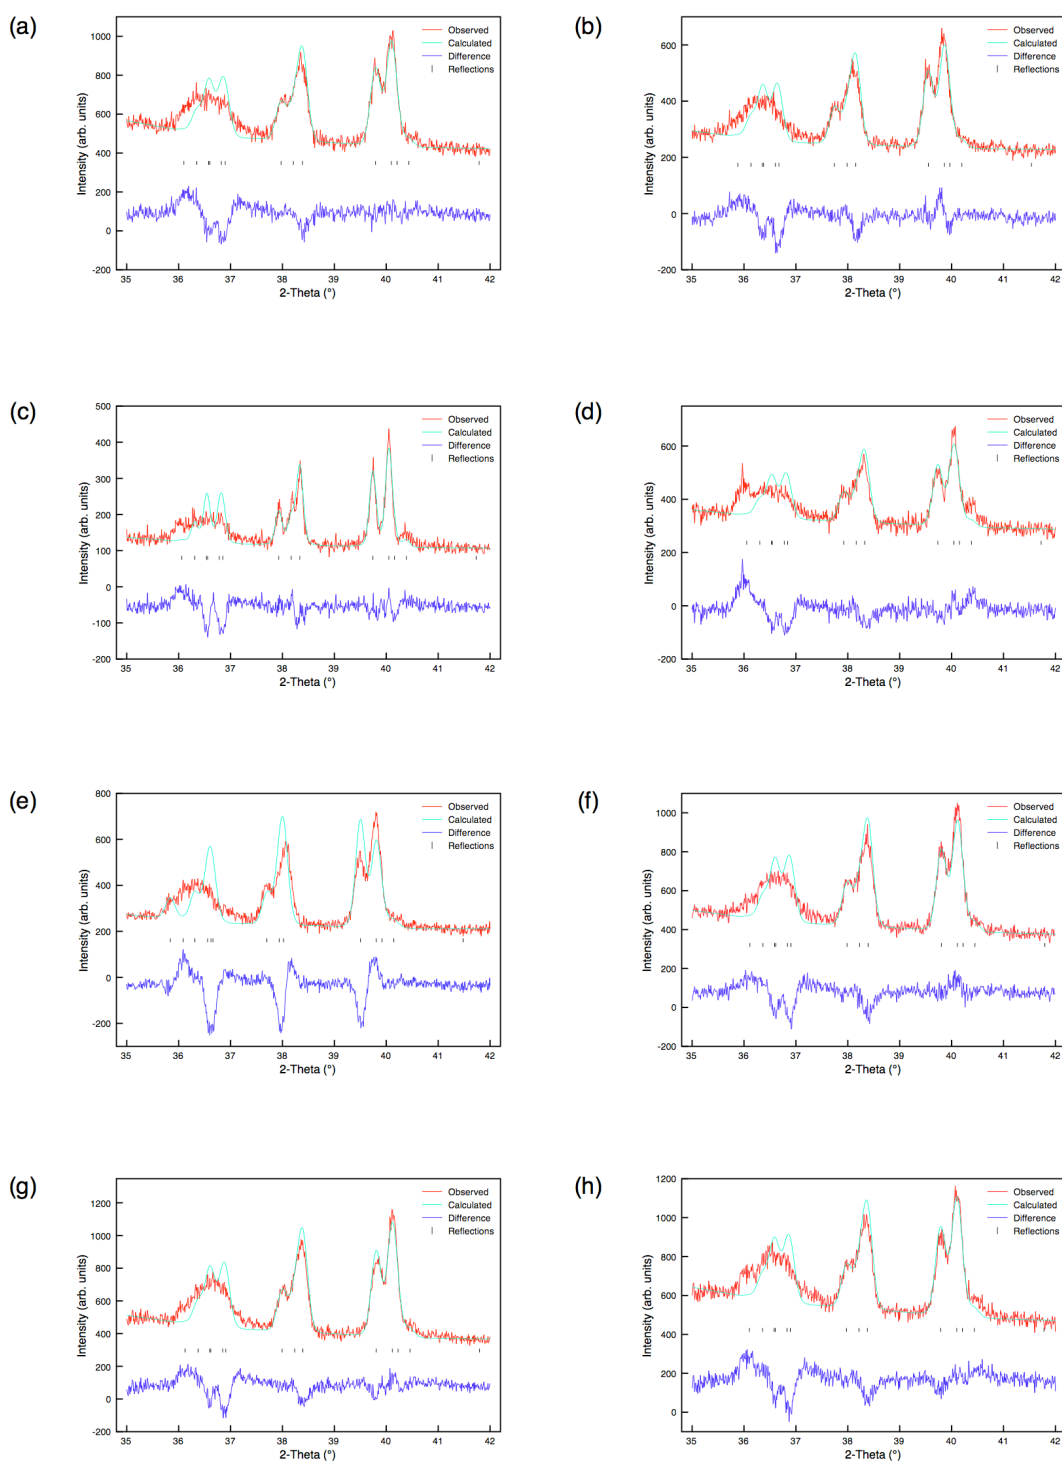 (a)
Intensity (arb. units)
1000
800
600
400
200
0
-200
Observed
Calculated
Difference
Reflections
35 36 37 38 39 40 41 42
2-Theta (°)
(b)
Intensity (arb. units)
600
400
200
0
-200
Observed
Calculated
Difference
Reflections
35 36 37 38 39 40 41 42
2-Theta (°)
(c)
Intensity (arb. units)
500
400
300
200
100
0
-100
-200
Observed
Calculated
Difference
Reflections
35 36 37 38 39 40 41 42
2-Theta (°)
(d)
Intensity (arb. units)
600
400
200
0
-200
Observed
Calculated
Difference
Reflections
35 36 37 38 39 40 41 42
2-Theta (°)
(e)
Intensity (arb. units)
800
600
400
200
0
-200
Observed
Calculated
Difference
Reflections
35 36 37 38 39 40 41 42
2-Theta (°)
(f)
Intensity (arb. units)
1000
800
600
400
200
0
-200
Observed
Calculated
Difference
Reflections
35 36 37 38 39 40 41 42
2-Theta (°)
(g)
Intensity (arb. units)
1200
1000
800
600
400
200
0
-200
Observed
Calculated
Difference
Reflections
35 36 37 38 39 40 41 42
2-Theta (°)
(h)
Intensity (arb. units)
1200
1000
800
600
400
200
0
Observed
Calculated
Difference
Reflections
35 36 37 38 39 40 41 42
2-Theta (°)